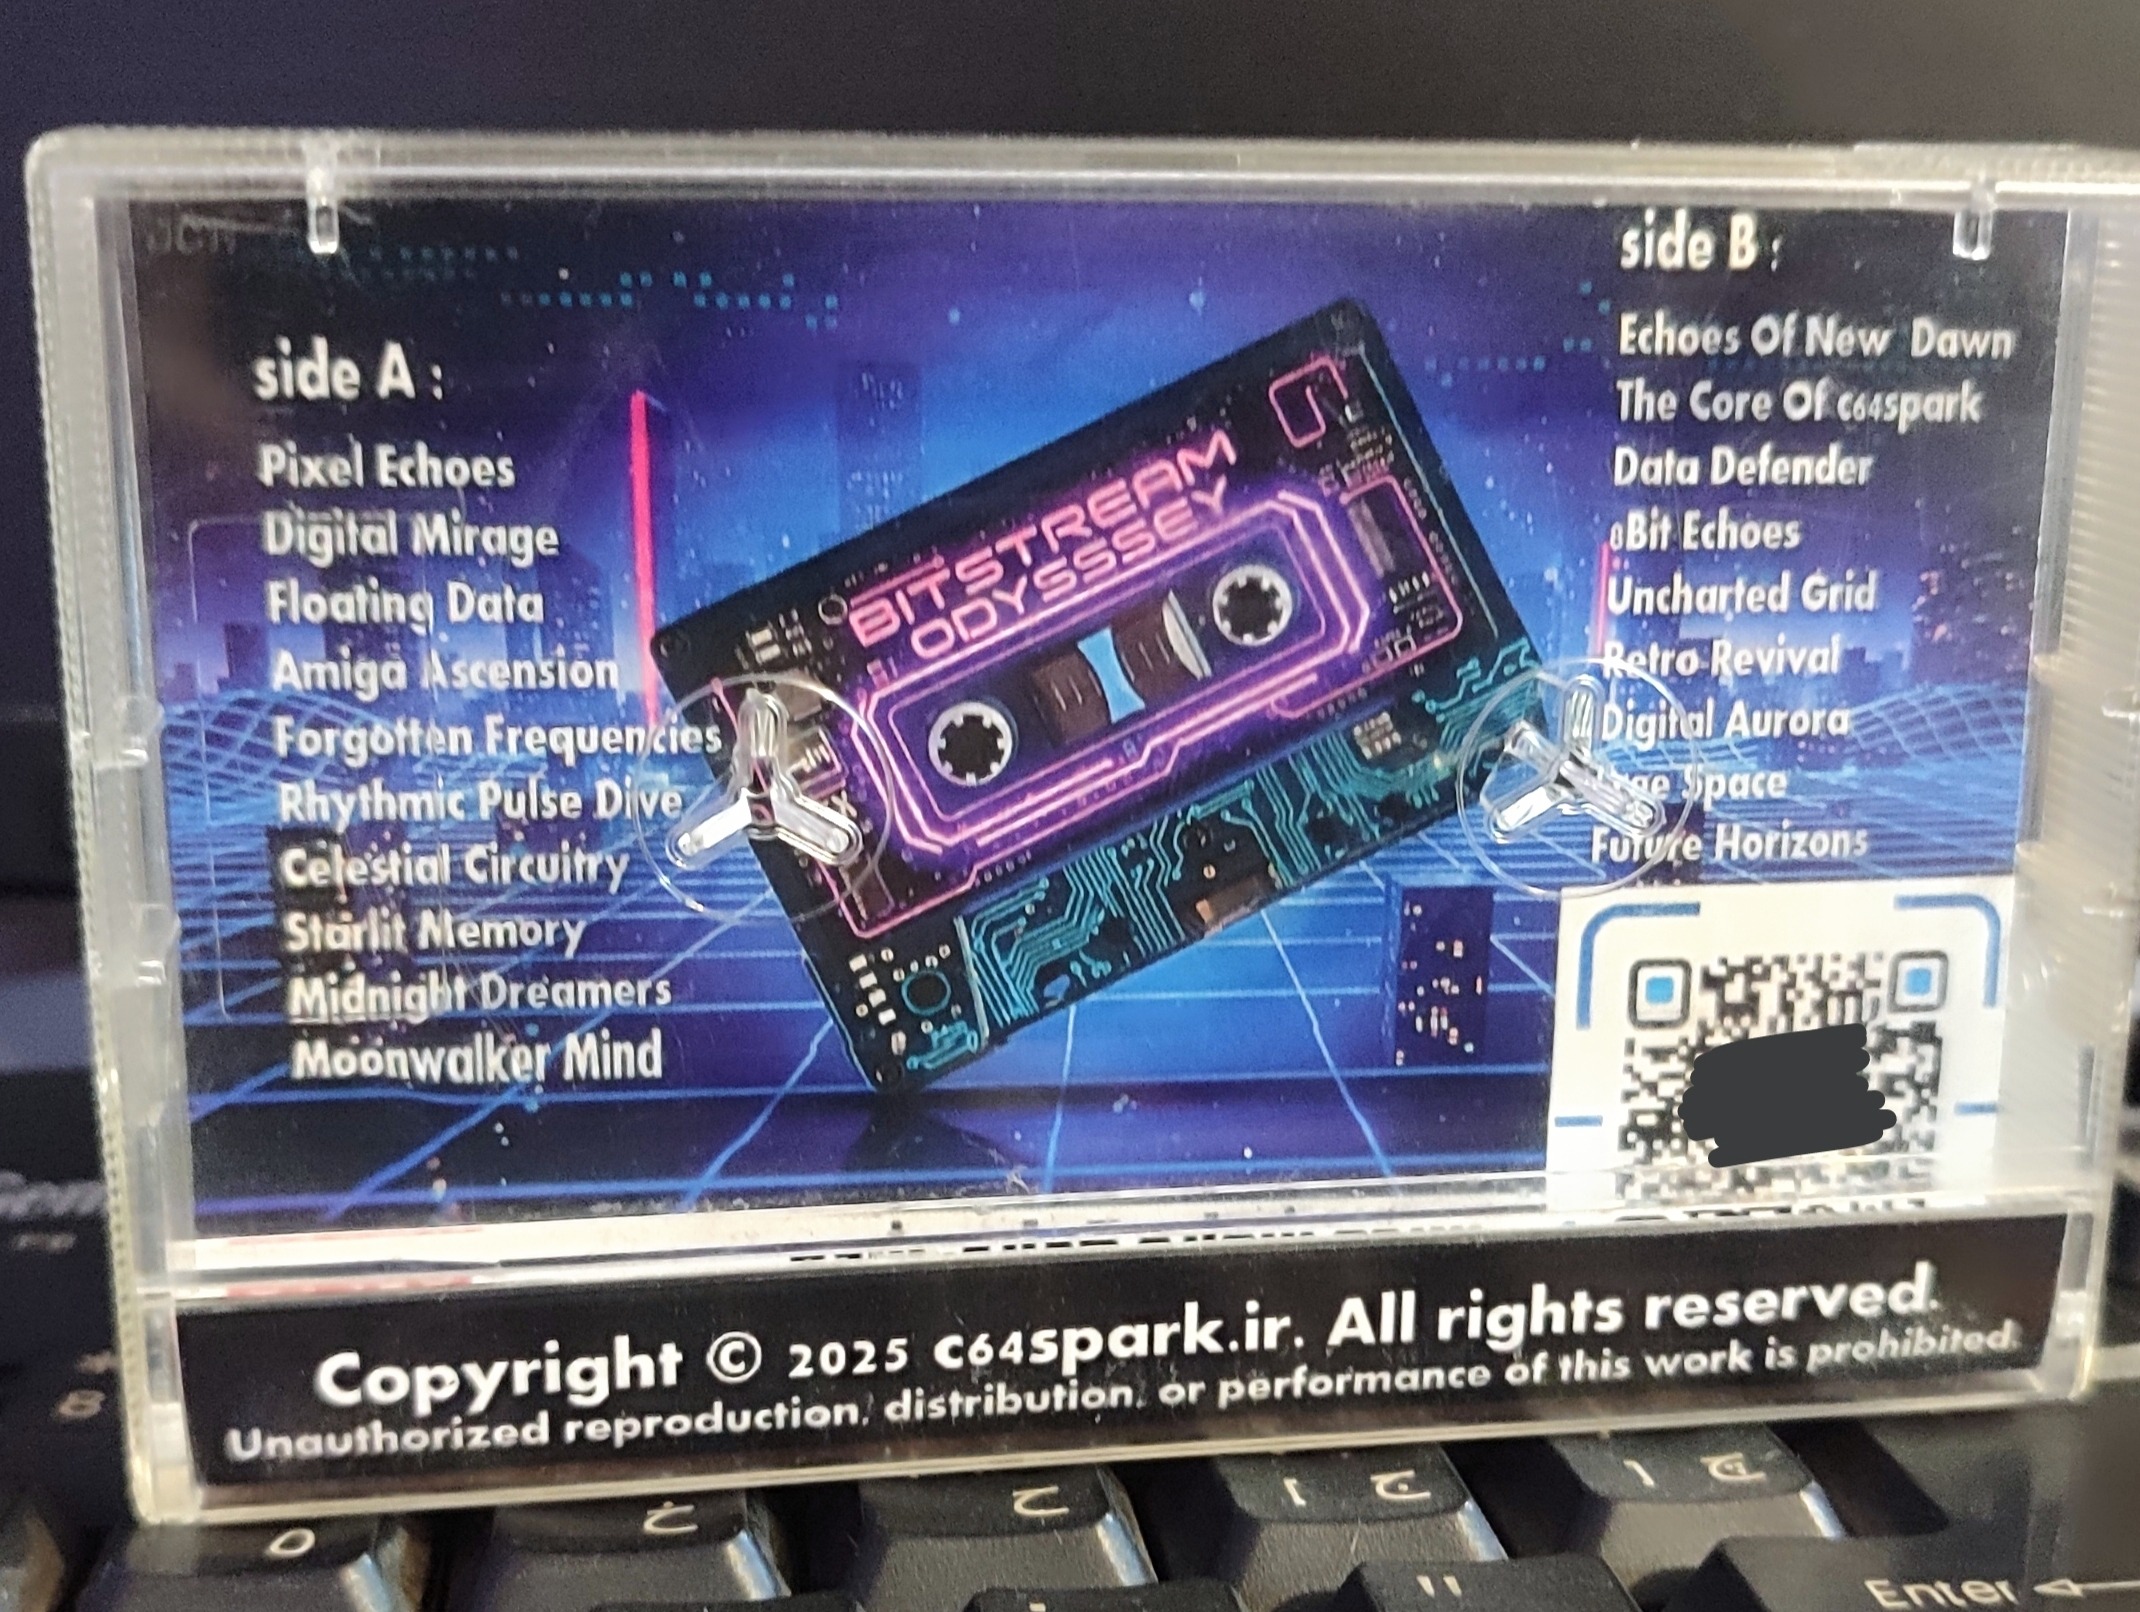 side A :
Pixel Echoes
Digital Mirage
Floating Data
Amiga Ascension
Forgotten Frequencies
Rhythmic Pulse Dive
Celestial Circuitry
Starlit Memory
Midnight Dreamers
Moonwalker Mind
BITSTREAM
ODYSSSEY
side B :
Echoes Of New Dawn
The Core Of c64spark
Data Defender
8Bit Echoes
Uncharted Grid
Retro Revival
Digital Aurora
Space
Future Horizons
Copyright © 2025 c64spark.ir. All rights reserved.
Unauthorized reproduction, distribution, or performance of this work is prohibited.
خ
ح
ج
چ
Enter